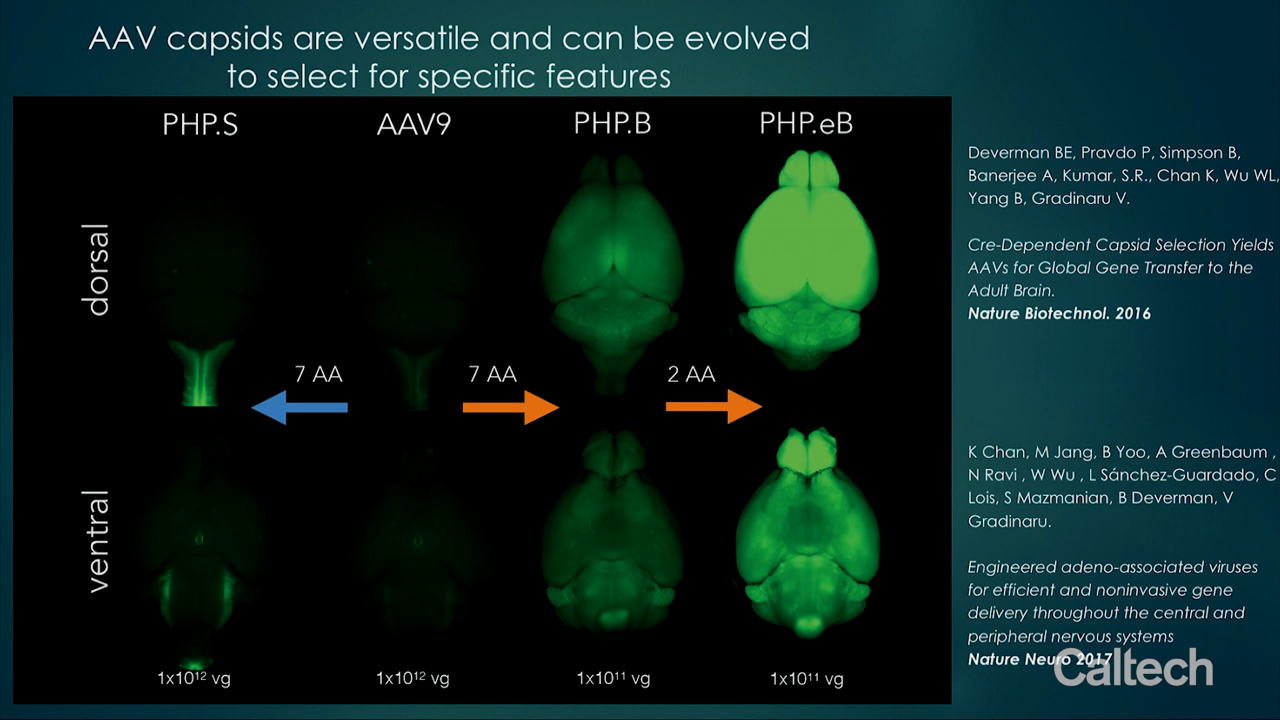 AAV capsids are versatile and can be evolved
to select for specific features
PHP.S AAV9 PHP.B PHP.eB
dorsal
7 AA 7 AA 2 AA
ventral
1x10¹² vg 1x10¹² vg 1x10¹¹ vg 1x10¹¹ vg
Deverman BE, Pravdo P, Simpson B,
Banerjee A, Kumar, S.R., Chan K, Wu WL,
Yang B, Gradinaru V.
Cre-Dependent Capsid Selection Yields
AAVs for Global Gene Transfer to the
Adult Brain.
Nature Biotechnol. 2016
K Chan, M Jang, B Yoo, A Greenbaum ,
N Ravi , W Wu , L Sánchez-Guardado, C
Lois, S Mazmanian, B Deverman, V
Gradinaru.
Engineered adeno-associated viruses
for efficient and noninvasive gene
delivery throughout the central and
peripheral nervous systems
Nature Neuro 2017
Caltech